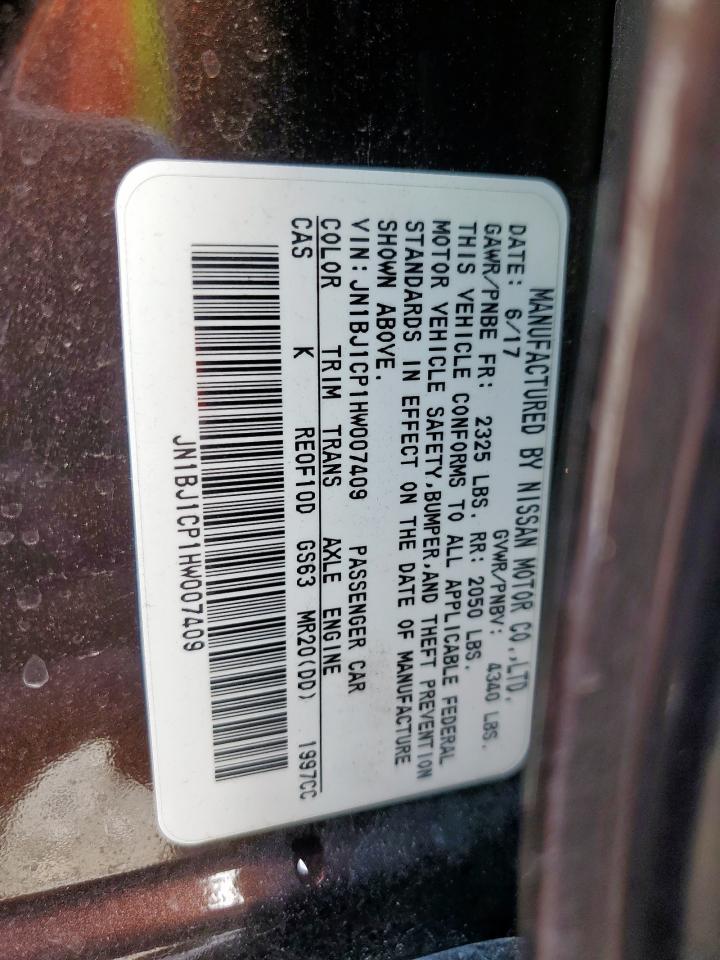 MANUFACTURED BY NISSAN MOTOR CO.,LTD.
DATE: 6/17 GVWR/PNBV: 4340 LBS.
GAWR/PNBE FR: 2325 LBS. RR: 2050 LBS.
THIS VEHICLE CONFORMS TO ALL APPLICABLE FEDERAL
MOTOR VEHICLE SAFETY,BUMPER,AND THEFT PREVENTION
STANDARDS IN EFFECT ON THE DATE OF MANUFACTURE
SHOWN ABOVE.
VIN:JN1BJ1CP1HW007409 PASSENGER CAR
COLOR TRIM TRANS AXLE ENGINE
CAS K RE0F10D GS63 MR20(DD) 1997CC
JN1BJ1CP1HW007409